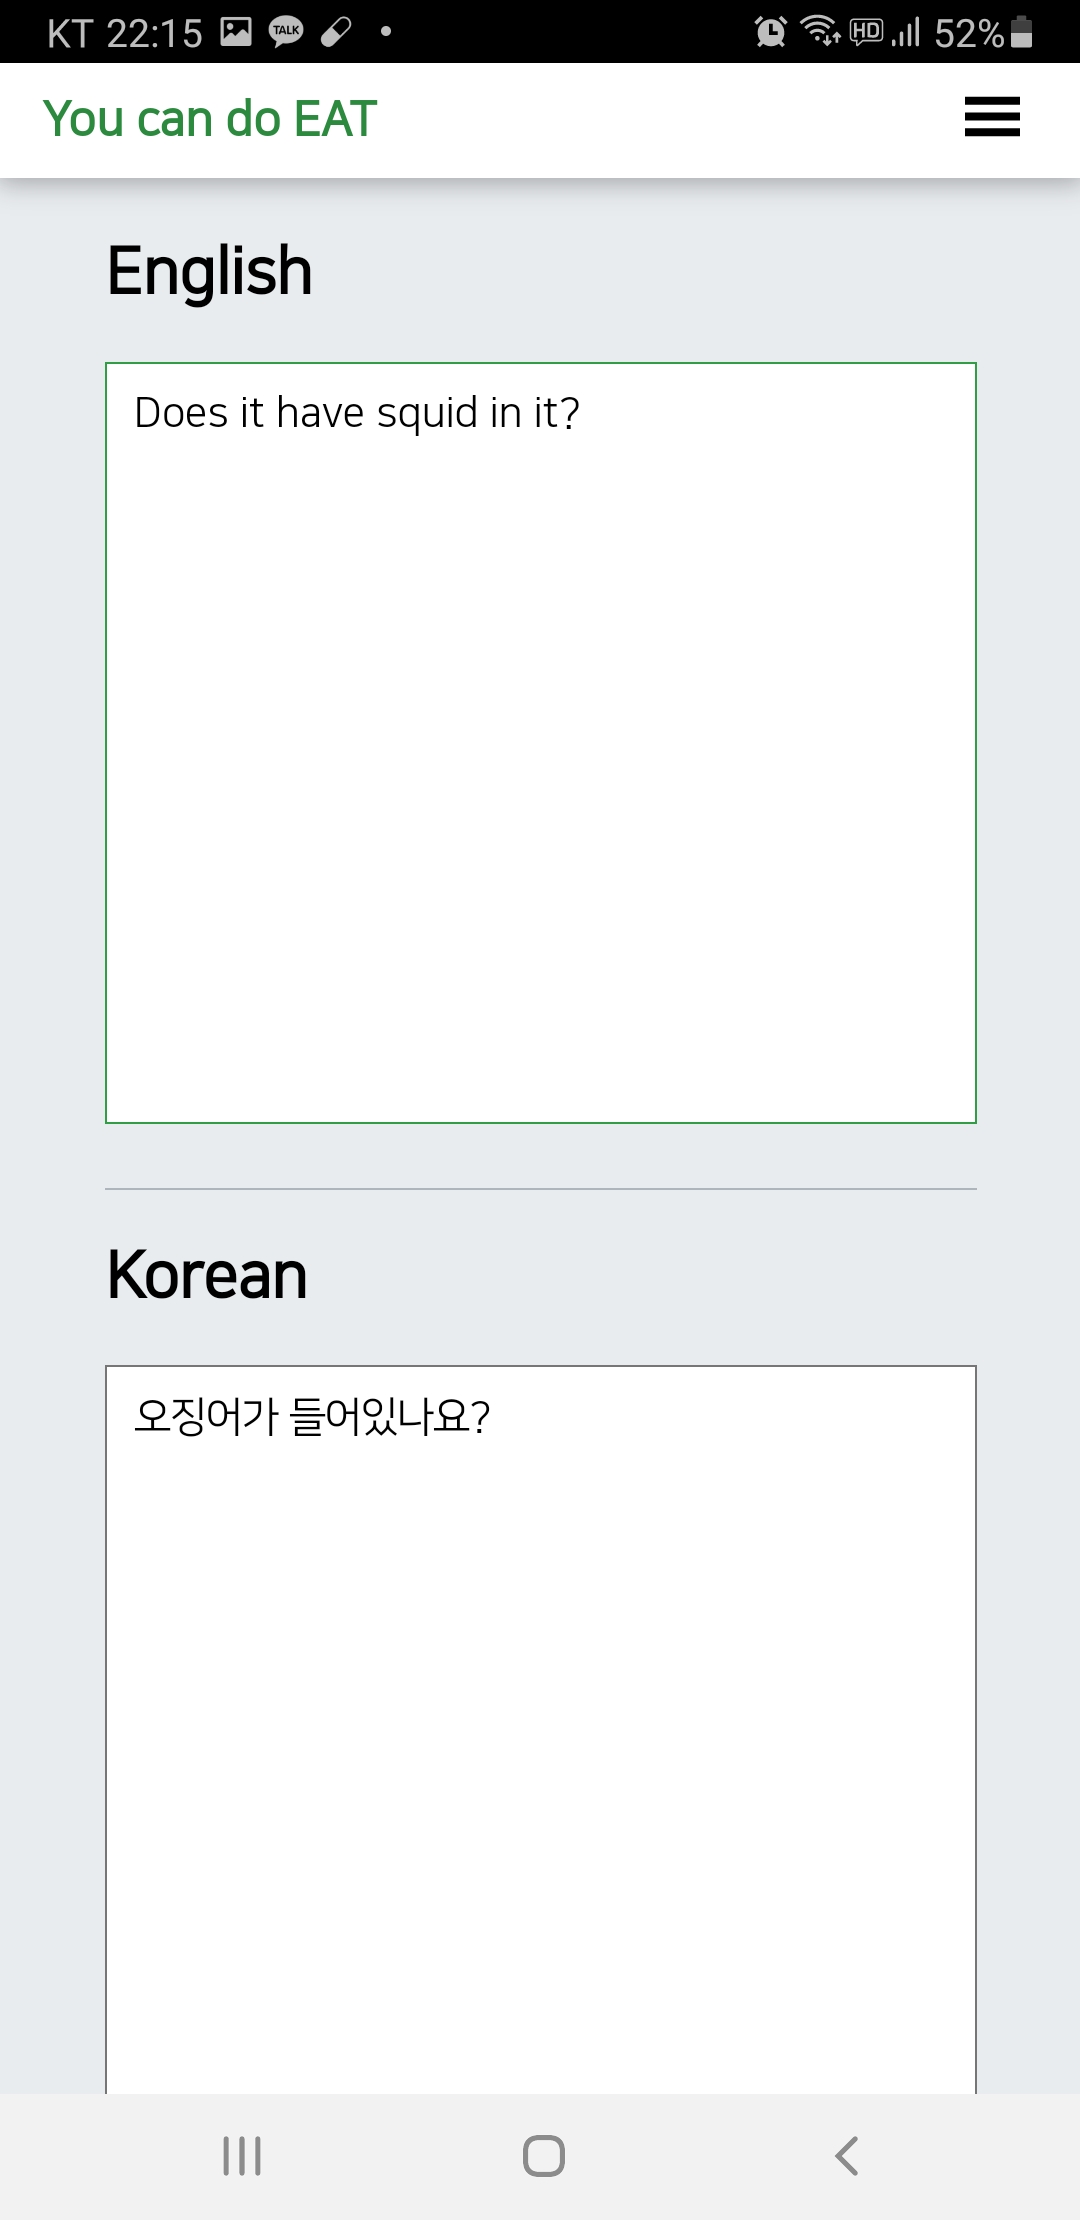 KT 22:15 TALK HD 52%
You can do EAT
English
Does it have squid in it?
Korean
오징어가 들어있나요?